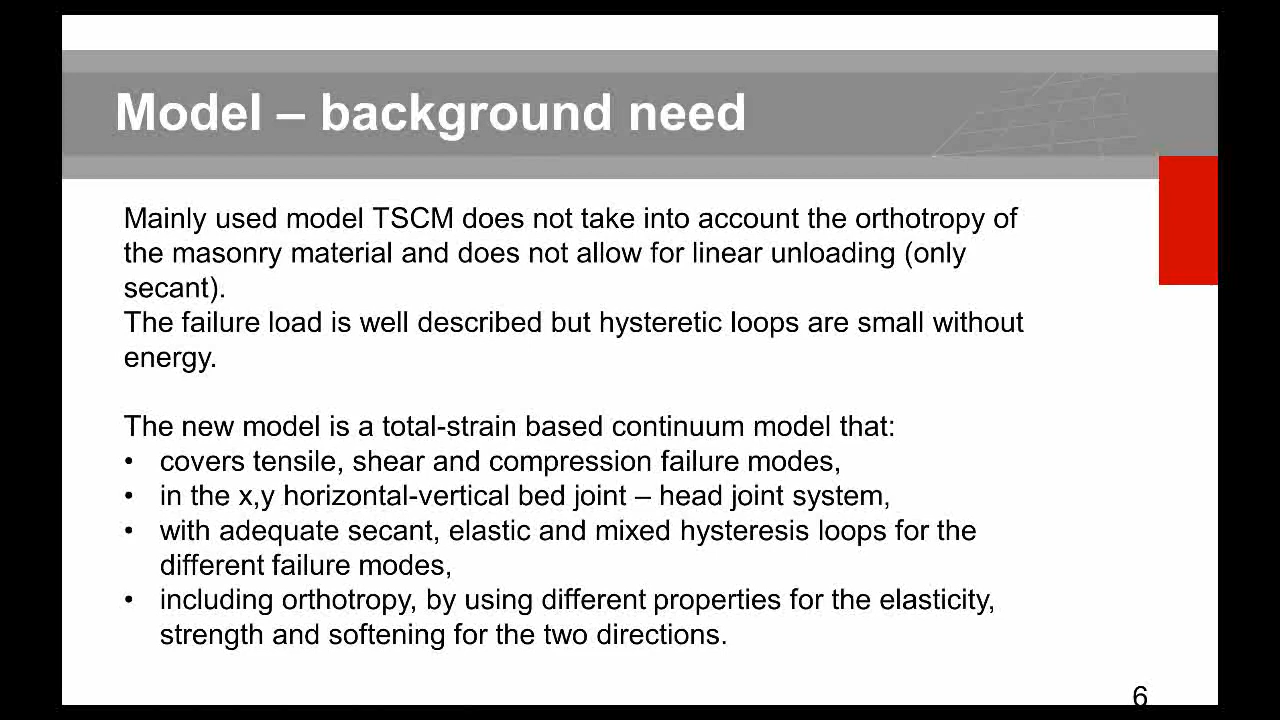 Model – background need
Mainly used model TSCM does not take into account the orthotropy of
the masonry material and does not allow for linear unloading (only
secant).
The failure load is well described but hysteretic loops are small without
energy.
The new model is a total-strain based continuum model that:
• covers tensile, shear and compression failure modes,
• in the x,y horizontal-vertical bed joint – head joint system,
• with adequate secant, elastic and mixed hysteresis loops for the
different failure modes,
• including orthotropy, by using different properties for the elasticity,
strength and softening for the two directions.
6